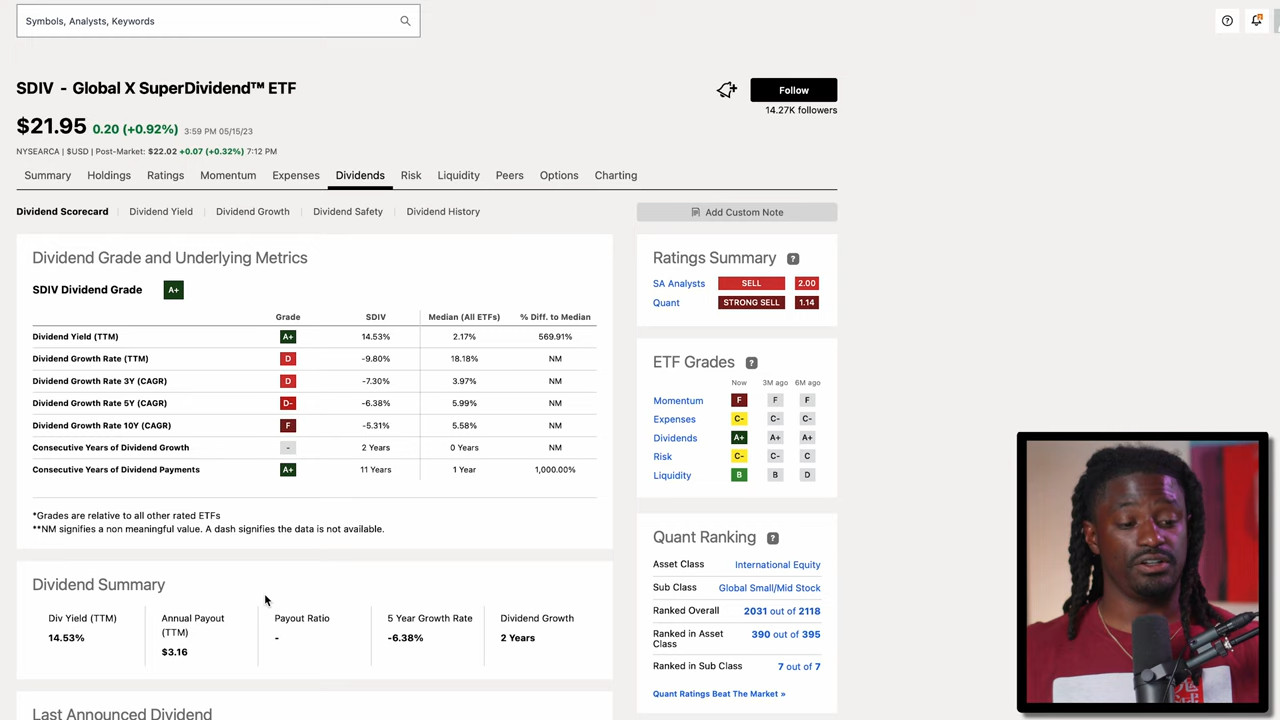 Symbols, Analysts, Keywords
SDIV - Global X SuperDividend™ ETF
Follow
14.27K followers
$21.95 0.20 (+0.92%) 3:59 PM 05/15/23
NYSEARCA | $USD | Post-Market: $22.02 +0.07 (+0.32%) 7:12 PM
Summary Holdings Ratings Momentum Expenses Dividends Risk Liquidity Peers Options Charting
Dividend Scorecard Dividend Yield Dividend Growth Dividend Safety Dividend History
Add Custom Note
Dividend Grade and Underlying Metrics
SDIV Dividend Grade A+
Grade SDIV Median (All ETFs) % Diff. to Median
Dividend Yield (TTM) A+ 14.53% 2.17% 569.91%
Dividend Growth Rate (TTM) D -9.80% 18.18% NM
Dividend Growth Rate 3Y (CAGR) D -7.30% 3.97% NM
Dividend Growth Rate 5Y (CAGR) D- -6.38% 5.99% NM
Dividend Growth Rate 10Y (CAGR) F -5.31% 5.58% NM
Consecutive Years of Dividend Growth - 2 Years 0 Years NM
Consecutive Years of Dividend Payments A+ 11 Years 1 Year 1,000.00%
*Grades are relative to all other rated ETFs
**NM signifies a non meaningful value. A dash signifies the data is not available.
Dividend Summary
Div Yield (TTM)
14.53%
Annual Payout
(TTM)
$3.16
Payout Ratio
-
5 Year Growth Rate
-6.38%
Dividend Growth
2 Years
Last Announced Dividend
Ratings Summary ?
SA Analysts SELL 2.00
Quant STRONG SELL 1.14
ETF Grades ?
Now 3M ago 6M ago
Momentum F F F
Expenses C- C- C-
Dividends A+ A+ A+
Risk C- C- C
Liquidity B B D
Quant Ranking ?
Asset Class International Equity
Sub Class Global Small/Mid Stock
Ranked Overall 2031 out of 2118
Ranked in Asset 390 out of 395
Class
Ranked in Sub Class 7 out of 7
Quant Ratings Beat The Market »